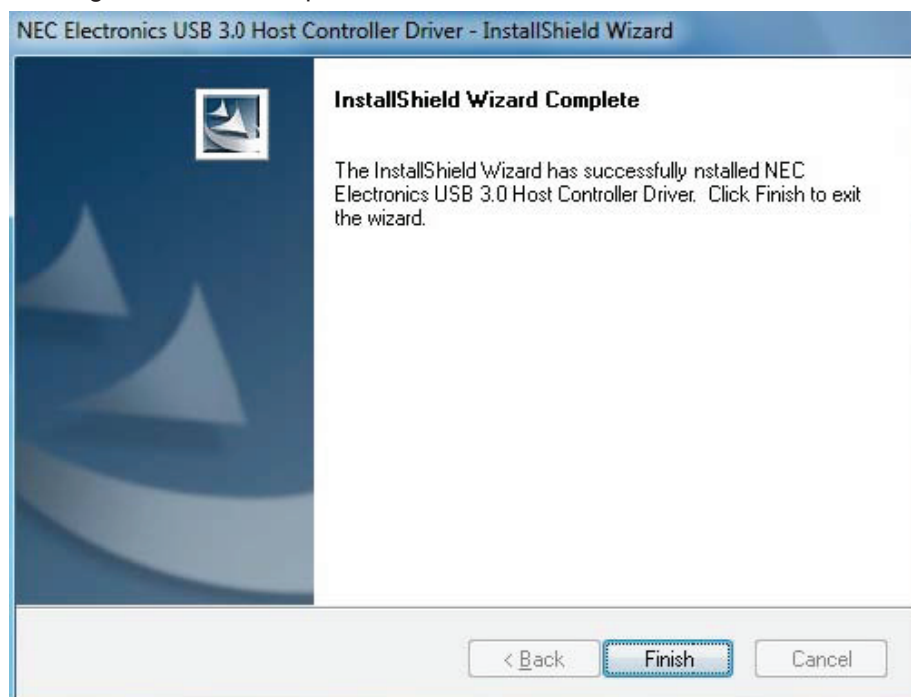 NEC Electronics USB 3.0 Host Controller Driver - InstallShield Wizard
InstallShield Wizard Complete
The InstallShield Wizard has successfully nstalled NEC
Electronics USB 3.0 Host Controller Driver. Click Finish to exit
the wizard.
< Back
Finish
Cancel